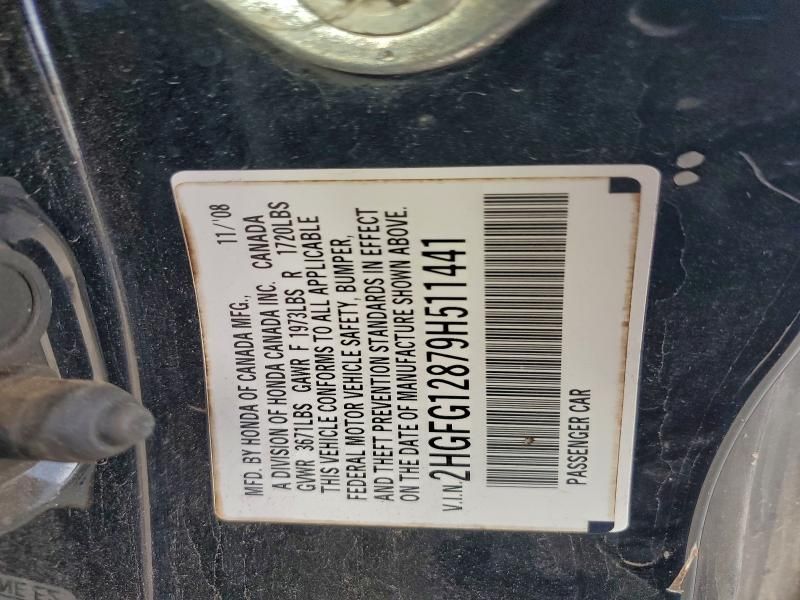 MFD. BY HONDA OF CANADA MFG., 11/'08
A DIVISION OF HONDA CANADA INC. CANADA
GVWR 3671LBS GAWR F 1973LBS R 1720LBS
THIS VEHICLE CONFORMS TO ALL APPLICABLE
FEDERAL MOTOR VEHICLE SAFETY, BUMPER,
AND THEFT PREVENTION STANDARDS IN EFFECT
ON THE DATE OF MANUFACTURE SHOWN ABOVE.
V.I.N. 2HGFG12879H511441
PASSENGER CAR